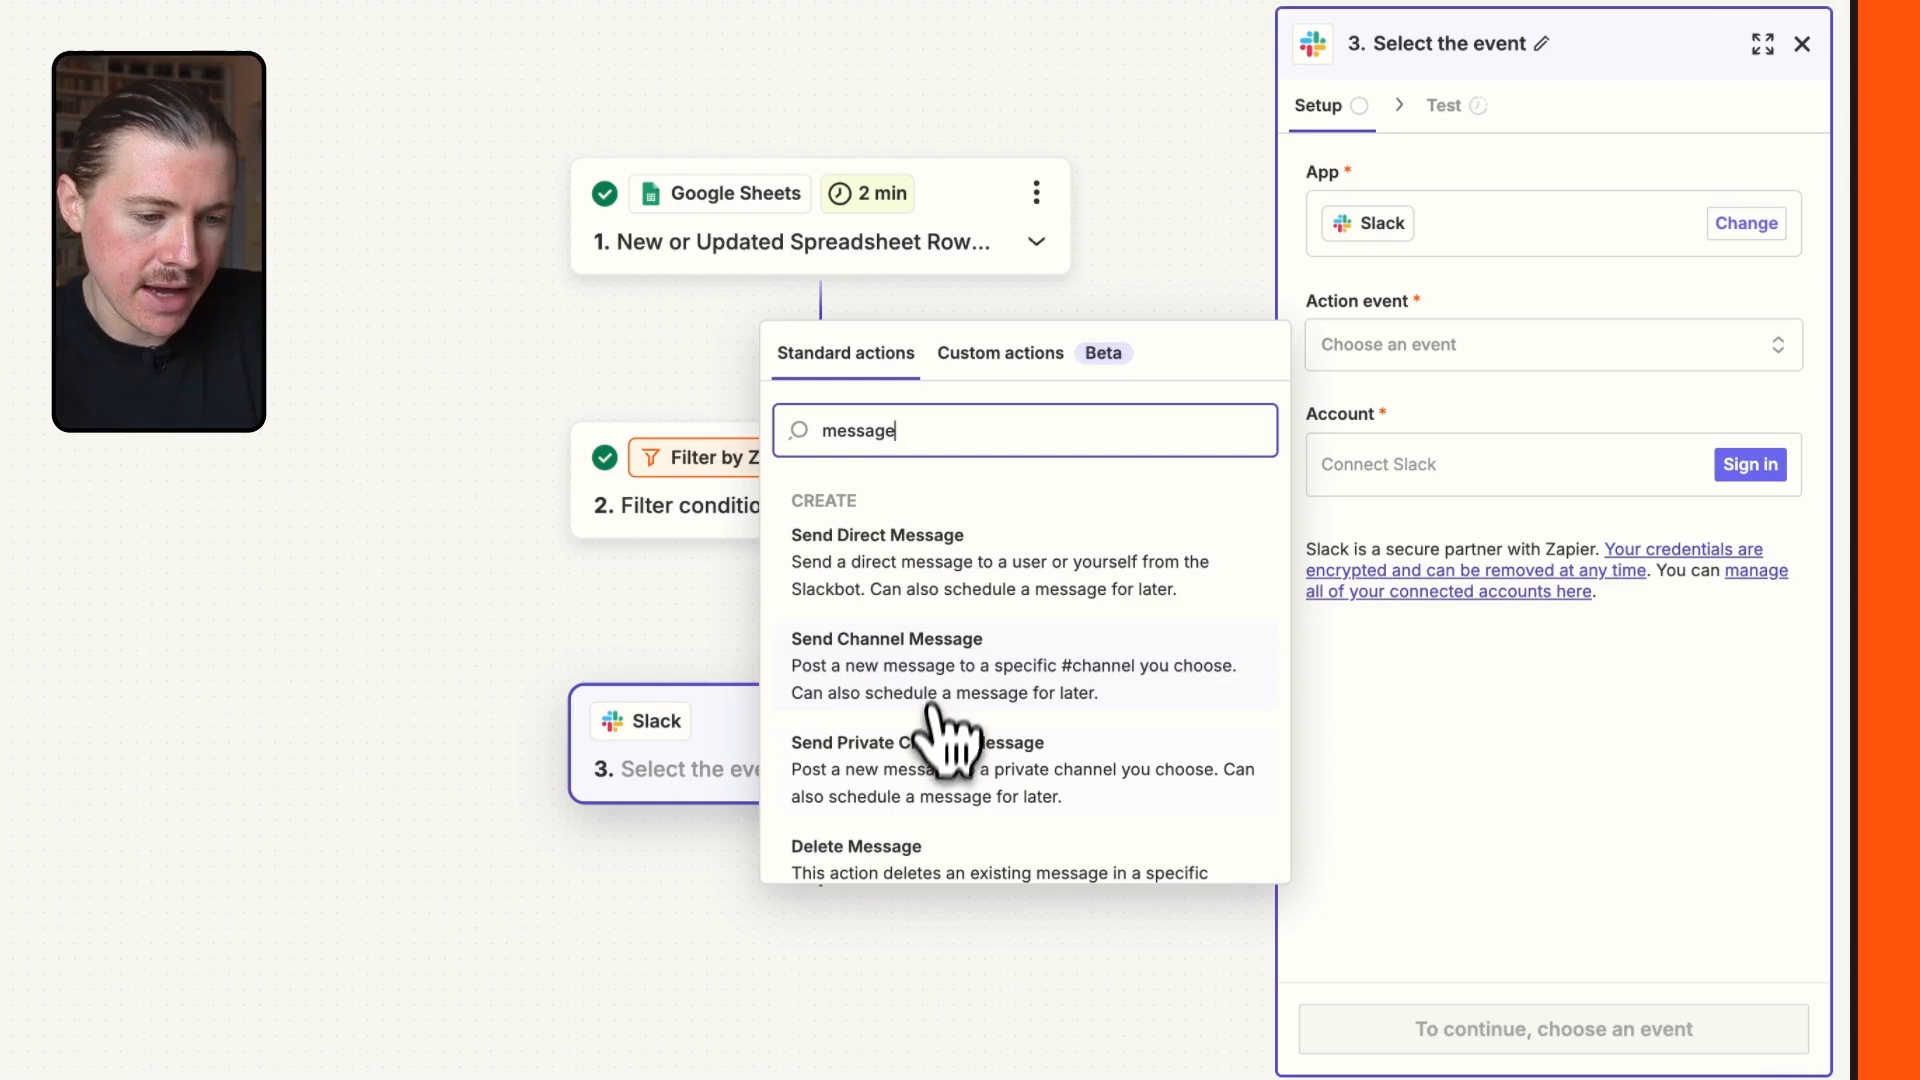 Google Sheets
2 min
1. New or Updated Spreadsheet Row...
Filter by Z
2. Filter conditio
Slack
3. Select the eve
Standard actions
Custom actions
Beta
message
CREATE
Send Direct Message
Send a direct message to a user or yourself from the
Slackbot. Can also schedule a message for later.
Send Channel Message
Post a new message to a specific #channel you choose.
Can also schedule a message for later.
Send Private C essage
Post a new messa a private channel you choose. Can
also schedule a message for later.
Delete Message
This action deletes an existing message in a specific
3. Select the event
Setup
Test
App *
Slack
Change
Action event *
Choose an event
Account *
Connect Slack
Sign in
Slack is a secure partner with Zapier. Your credentials are
encrypted and can be removed at any time. You can manage
all of your connected accounts here.
To continue, choose an event